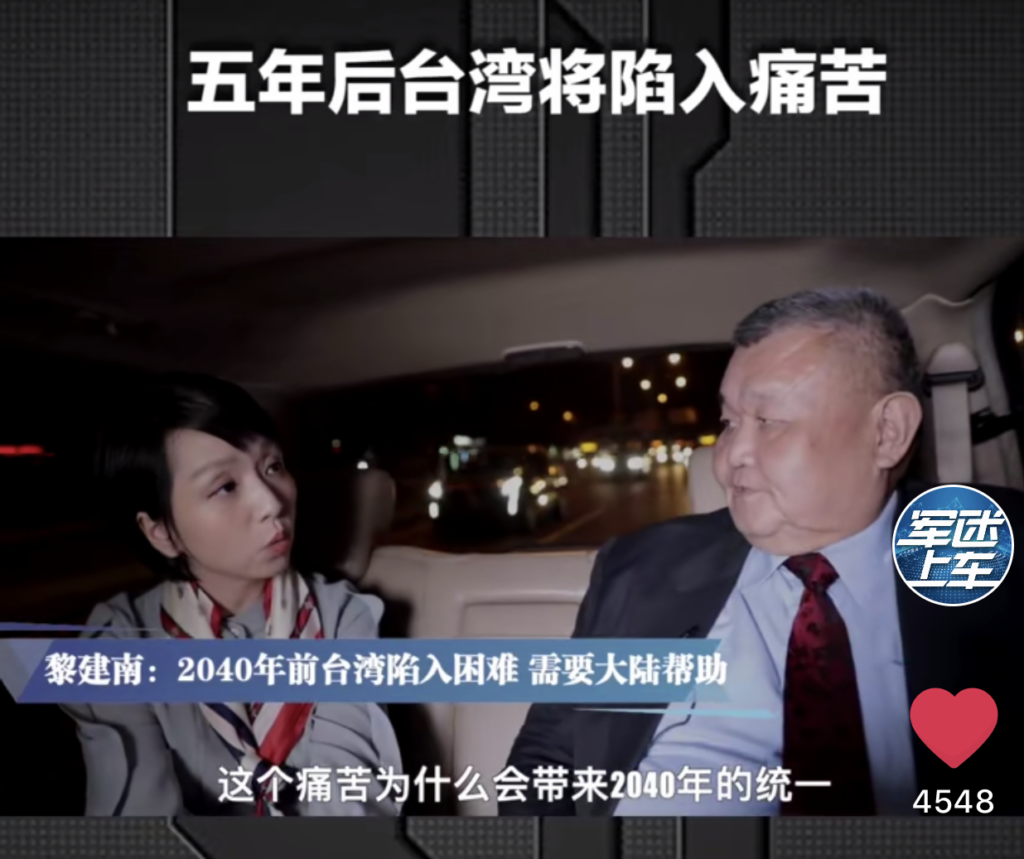 五年后台湾将陷入痛苦
军迷
上车
黎建南：2040年前台湾陷入困难 需要大陆帮助
这个痛苦为什么会带来2040年的统一
4548